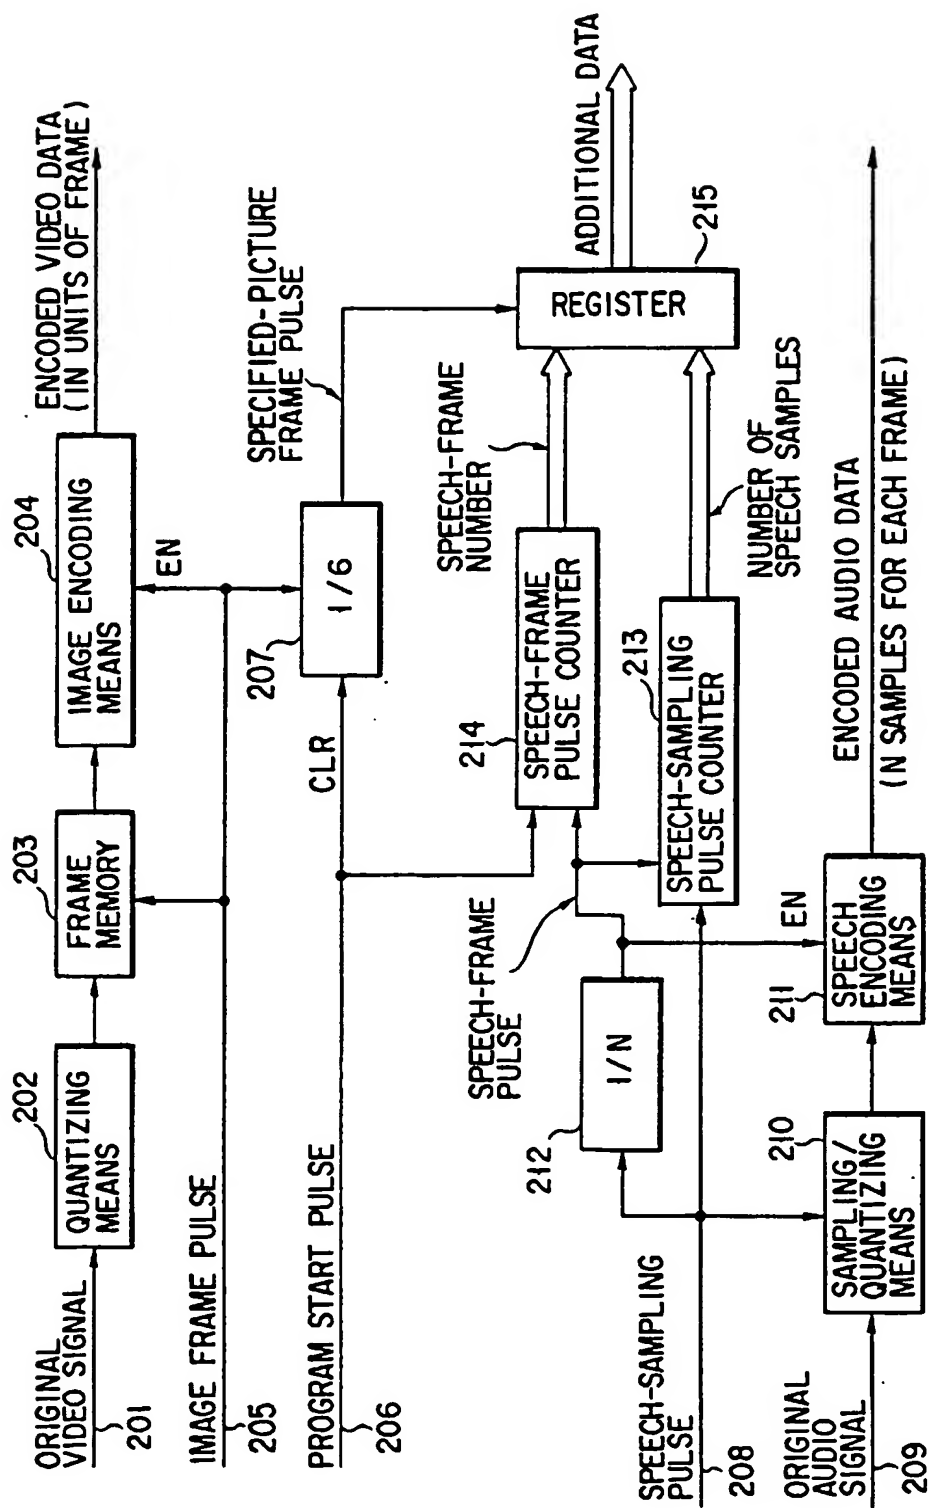 ORIGINAL
VIDEO SIGNAL
201
202
QUANTIZING
MEANS
203
FRAME
MEMORY
204
IMAGE ENCODING
MEANS
ENCODED VIDEO DATA
(IN UNITS OF FRAME)
IMAGE FRAME PULSE
205
EN
PROGRAM START PULSE
206
CLR
207
1/6
SPECIFIED-PICTURE
FRAME PULSE
SPEECH-FRAME
PULSE
214
SPEECH-FRAME
PULSE COUNTER
SPEECH-FRAME
NUMBER
REGISTER
215
ADDITIONAL DATA
212
1/N
213
SPEECH-SAMPLING
PULSE COUNTER
NUMBER OF
SPEECH SAMPLES
SPEECH-SAMPLING
PULSE
208
EN
ORIGINAL
AUDIO
SIGNAL
209
210
SAMPLING/
QUANTIZING
MEANS
211
SPEECH
ENCODING
MEANS
ENCODED AUDIO DATA
(N SAMPLES FOR EACH FRAME)